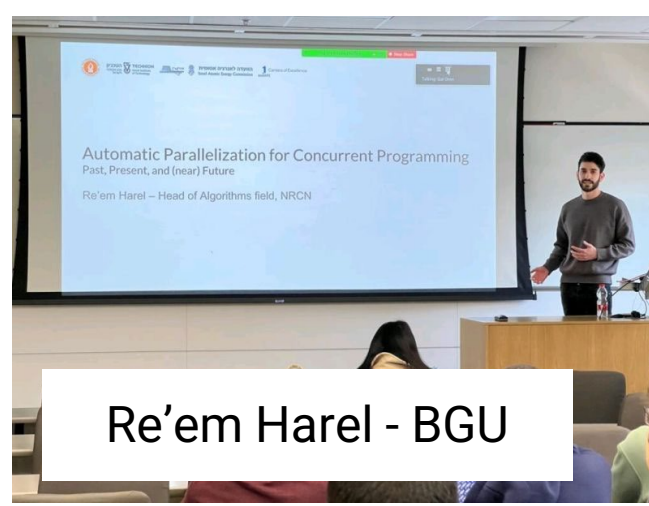 Automatic Parallelization for Concurrent Programming
Past, Present, and (near) Future
Re'em Harel – Head of Algorithms field, NRCN
Re’em Harel - BGU